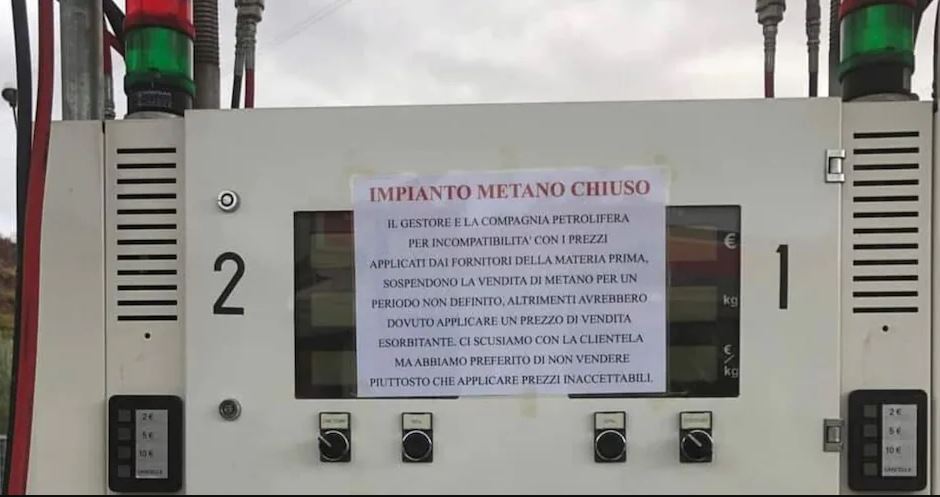 IMPIANTO METANO CHIUSO
IL GESTORE E LA COMPAGNIA PETROLIFERA
PER INCOMPATIBILITA' CON I PREZZI
APPLICATI DAI FORNITORI DELLA MATERIA PRIMA,
SOSPENDONO LA VENDITA DI METANO PER UN
PERIODO NON DEFINITO, ALTRIMENTI AVREBBERO
DOVUTO APPLICARE UN PREZZO DI VENDITA
ESORBITANTE. CI SCUSIAMO CON LA CLIENTELA
MA ABBIAMO PREFERITO DI NON VENDERE
PIUTTOSTO CHE APPLICARE PREZZI INACCETTABILI.
2
1
€
kg
€/kg
2 €
5 €
10 €
CANCELLA
2 €
5 €
10 €
CANCELLA